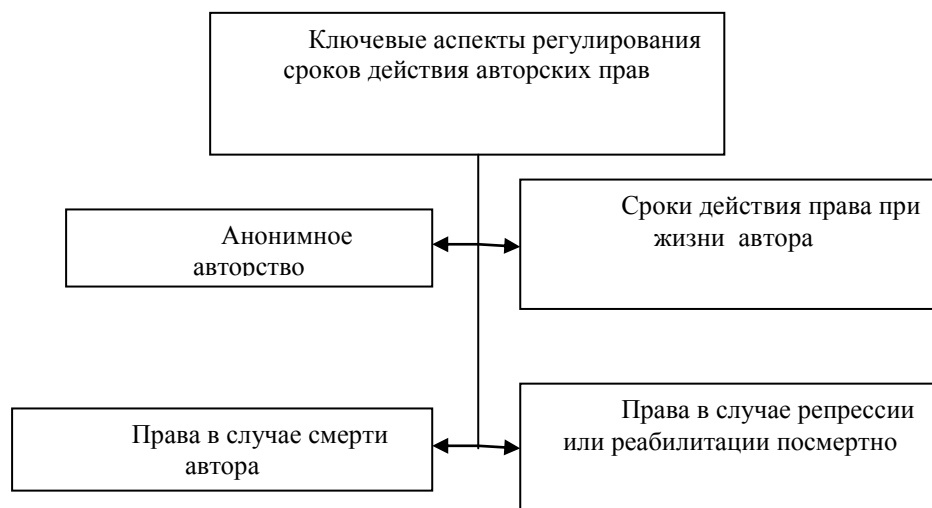 Ключевые аспекты регулирования
сроков действия авторских прав
Анонимное
авторство
Сроки действия права при
жизни автора
Права в случае смерти
автора
Права в случае репрессии
или реабилитации посмертно